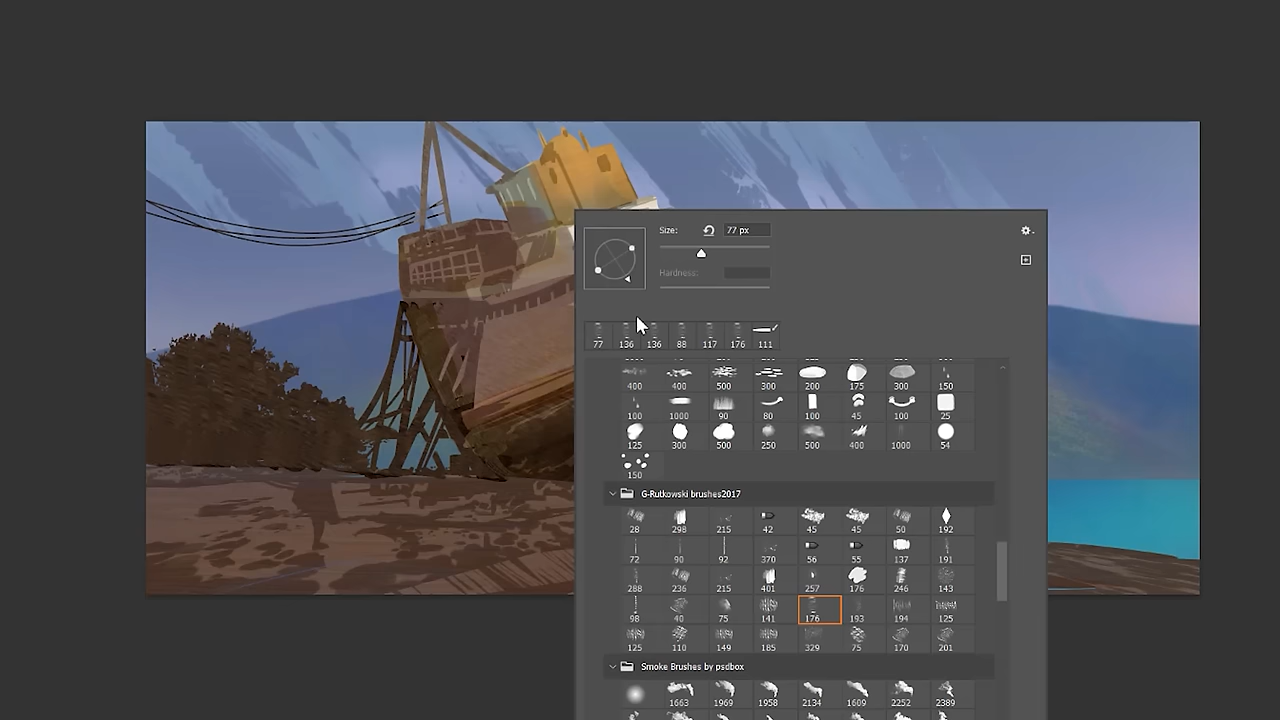 Size: 77 px
Hardness:
77 136 136 88 117 176 111
400 400 500 300 200 175 300 150
100 1000 90 80 100 45 100 25
125 300 500 250 500 400 1000 54
150
G-Rutkowski brushes2017
28 298 215 42 45 45 50 192
72 90 92 370 56 55 137 191
288 236 215 401 257 176 246 143
98 40 75 141 176 193 194 125
125 110 149 185 329 75 170 201
Smoke Brushes by psdbox
1663 1969 1958 2134 1609 2252 2389